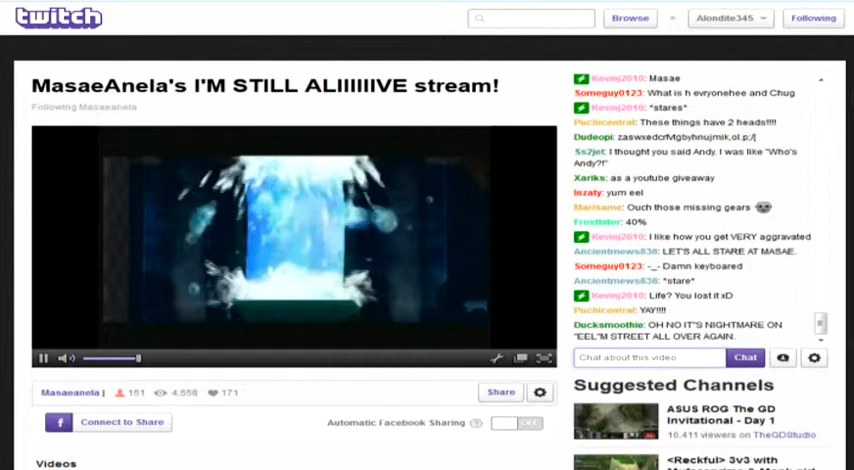 twitch
Browse
Alondite345
Following
MasaeAnela's I'M STILL ALIIIIIIVE stream!
Following Masaeanela
Kevinj2010: Masae
Someguy0123: What is h evryonehee and Chug
Kevinj2010: *stares*
Puchicentral: These things have 2 heads!!!!
Dudeopi: zaswxedcrfvtgbyhnujmik,ol.p;/[
Ss2jet: I thought you said Andy. I was like "Who's
Andy?!"
Xariks: as a youtube giveaway
Inzaty: yum eel
Marisame: Ouch those missing gears
Frostbiter: 40%
Kevinj2010: I like how you get VERY aggravated
Ancientmews836: LET'S ALL STARE AT MASAE.
Someguy0123: -_- Damn keyboared
Ancientmews836: *stare*
Kevinj2010: Life? You lost it xD
Puchicentral: YAY!!!!
Ducksmoothie: OH NO IT'S NIGHTMARE ON
"EEL"M STREET ALL OVER AGAIN.
Chat about this video
Chat
Masaeanela | 151 4,558 171
Share
f Connect to Share
Automatic Facebook Sharing ? OFF
Suggested Channels
ASUS ROG The GD
Invitational - Day 1
16,411 viewers on TheGDStudio
<Reckful> 3v3 with
Videos